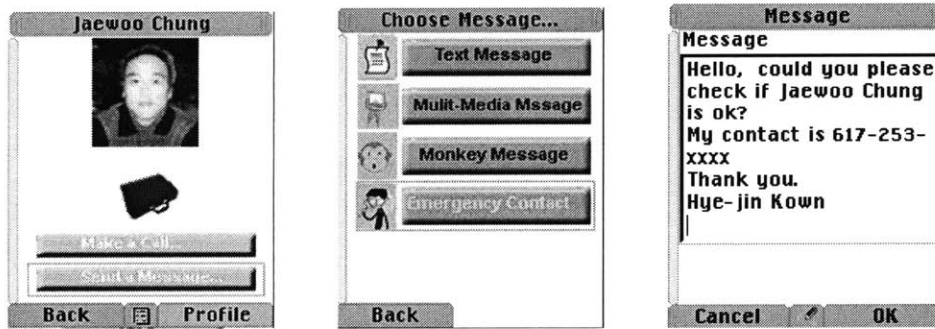 Jaewoo Chung
Make a Call...
Send a Message...
Back
Profile
Choose Message...
Text Message
Mulit-Media Mssage
Monkey Message
Emergency Contact
Back
Message
Message
Hello, could you please
check if Jaewoo Chung
is ok?
My contact is 617-253-
xxxx
Thank you.
Hye-jin Kown
Cancel
OK